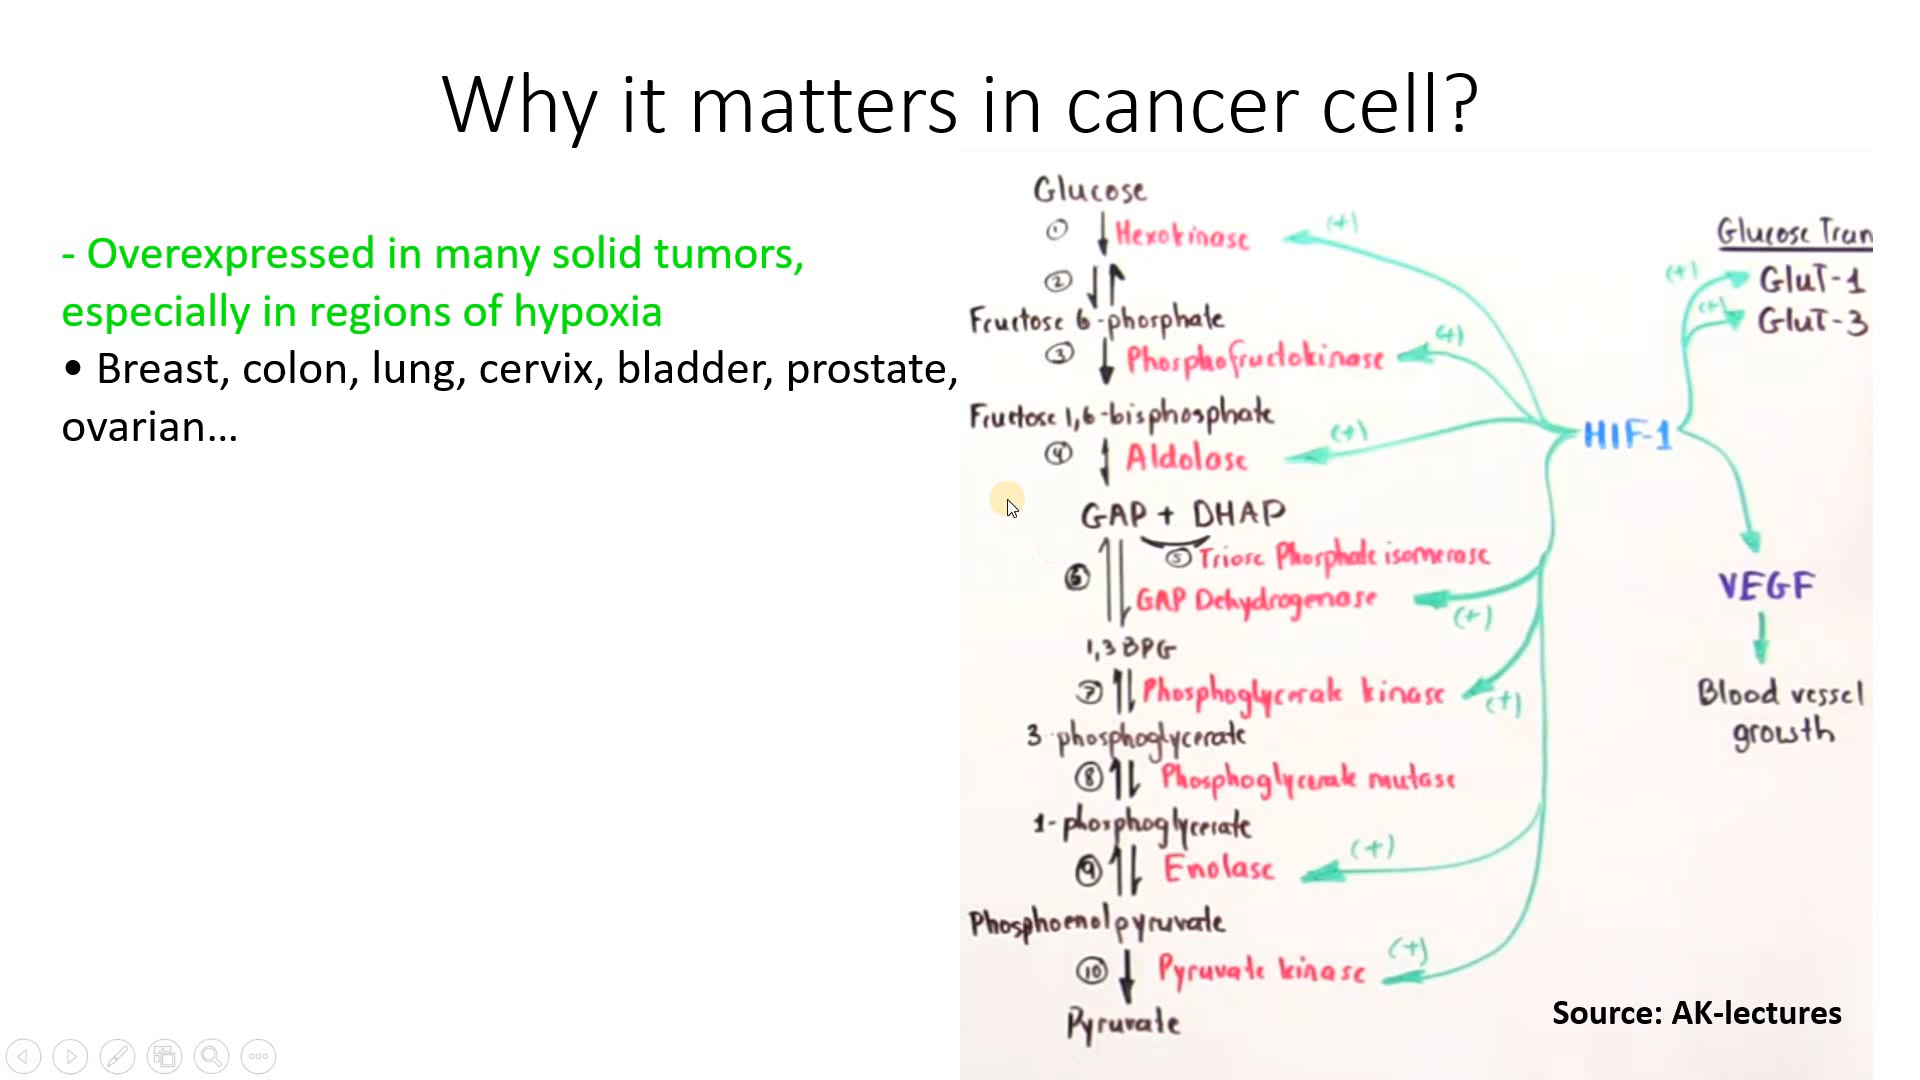 Why it matters in cancer cell?
- Overexpressed in many solid tumors,
especially in regions of hypoxia
• Breast, colon, lung, cervix, bladder, prostate,
ovarian...
Glucose
① Hexokinase (+)
②
Fructose 6-phosphate
③ Phosphofructokinase (+)
Fructose 1,6-bisphosphate
④ Aldolase (+)
GAP + DHAP
⑤ Triose Phosphate isomerase
⑥ GAP Dehydrogenase (+)
1,3 BPG
⑦ Phosphoglycerate kinase (+)
3-phosphoglycerate
⑧ Phosphoglycerate mutase
1-phosphoglycerate
⑨ Enolase (+)
Phosphoenolpyruvate
⑩ Pyruvate kinase (+)
Pyruvate
HIF-1
Glucose Tran
(+) GluT-1
(+) GluT-3
VEGF
Blood vessel
growth
Source: AK-lectures